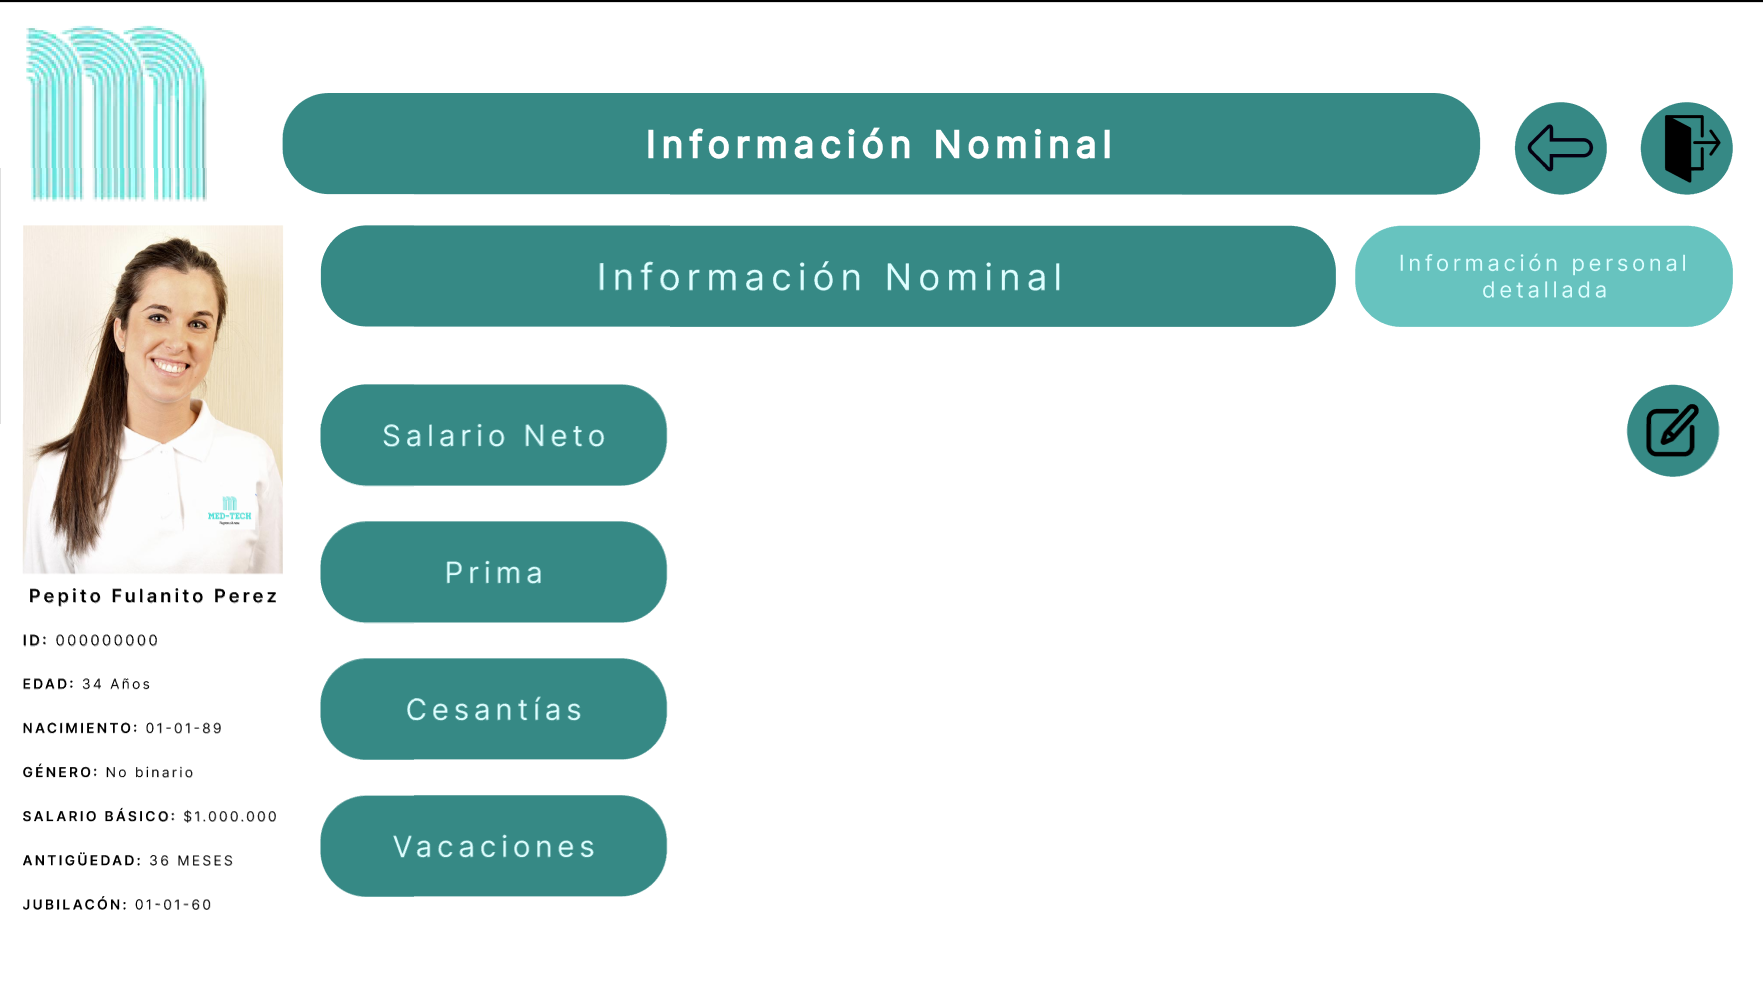 Información Nominal
Información Nominal
Información personal
detallada
Salario Neto
Prima
Cesantías
Vacaciones
MED-TECH
Pepito Fulanito Perez
ID: 000000000
EDAD: 34 Años
NACIMIENTO: 01-01-89
GÉNERO: No binario
SALARIO BÁSICO: $1.000.000
ANTIGÜEDAD: 36 MESES
JUBILACÓN: 01-01-60